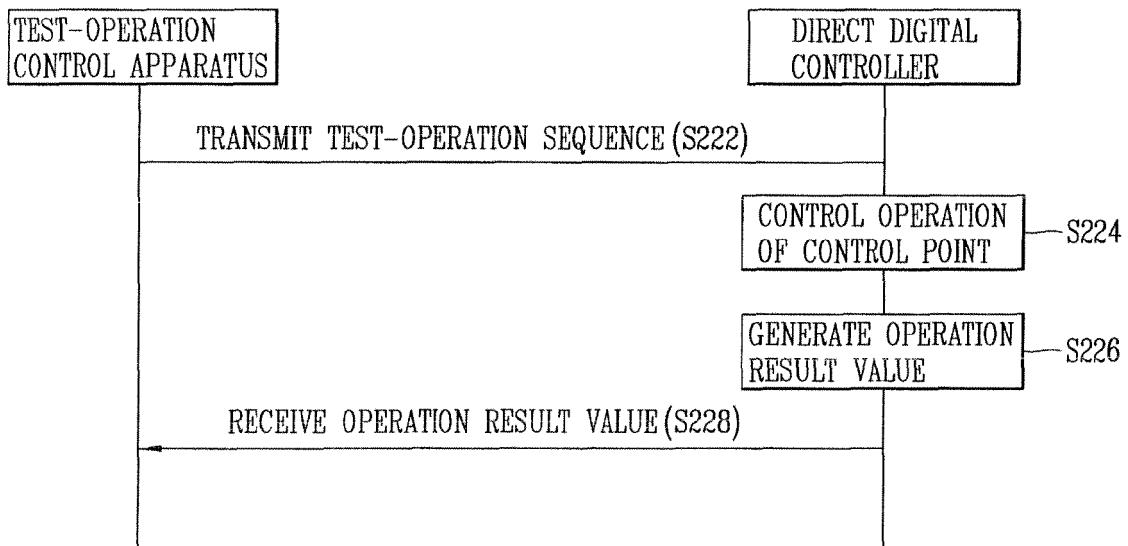 TEST-OPERATION
CONTROL APPARATUS
DIRECT DIGITAL
CONTROLLER
TRANSMIT TEST-OPERATION SEQUENCE (S222)
CONTROL OPERATION
OF CONTROL POINT
S224
GENERATE OPERATION
RESULT VALUE
S226
RECEIVE OPERATION RESULT VALUE (S228)